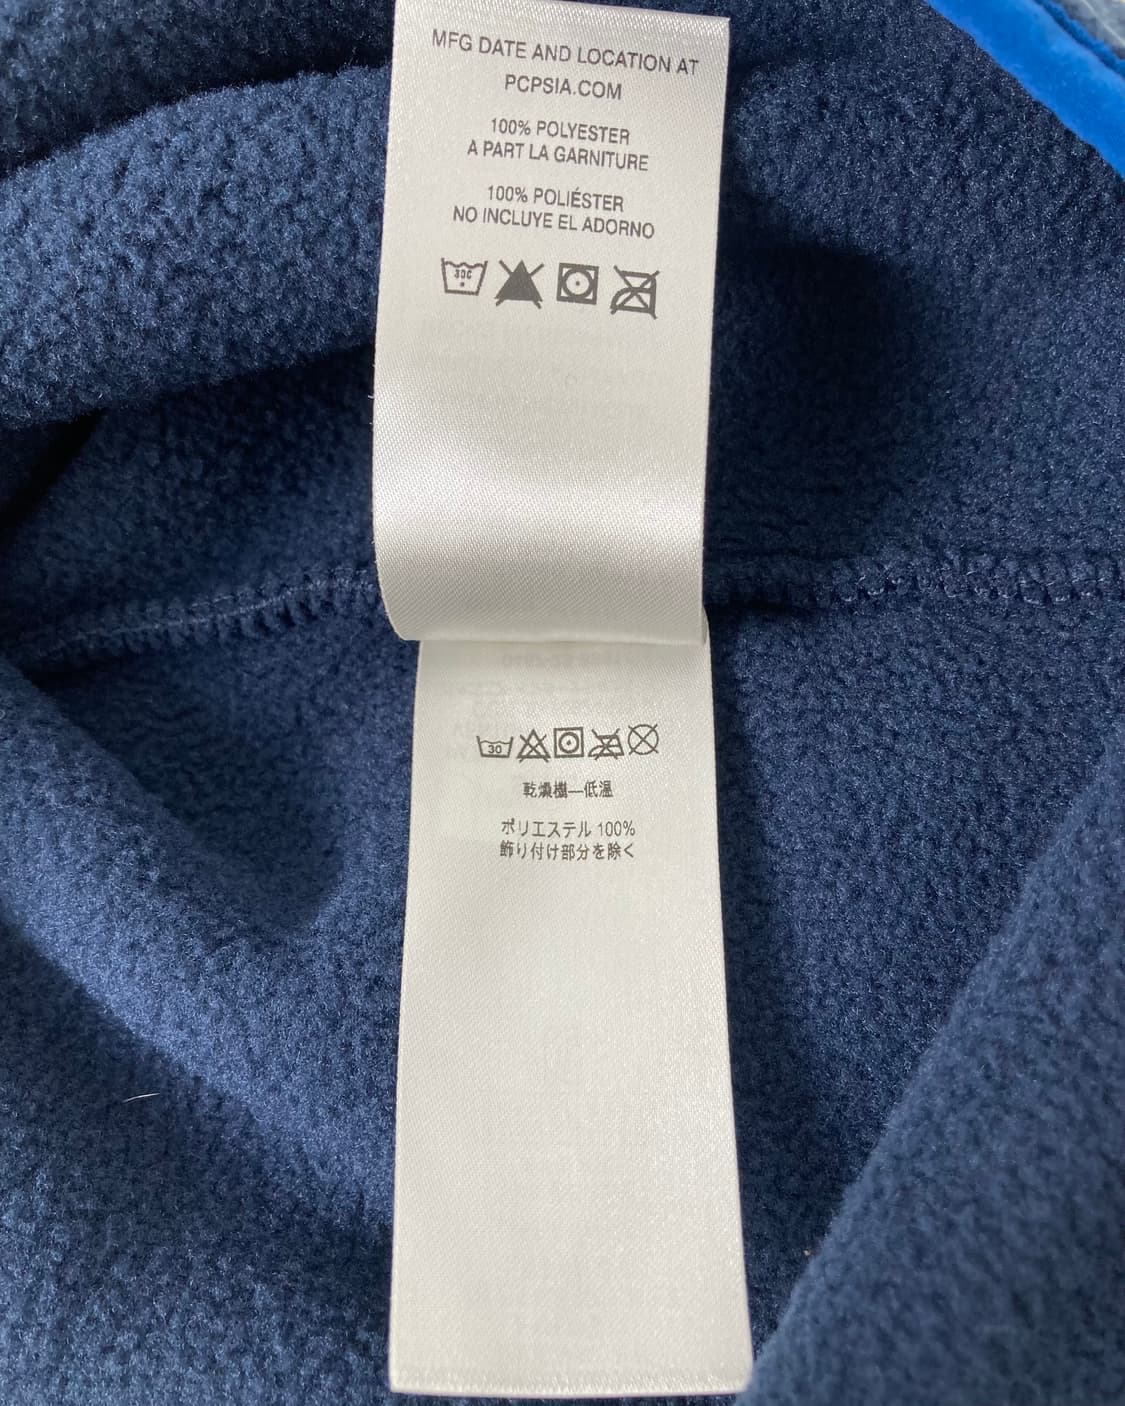 MFG DATE AND LOCATION AT
PCPSIA.COM
100% POLYESTER
A PART LA GARNITURE
100% POLIÉSTER
NO INCLUYE EL ADORNO
30C
30
乾燥機—低温
ポリエステル 100%
飾り付け部分を除く